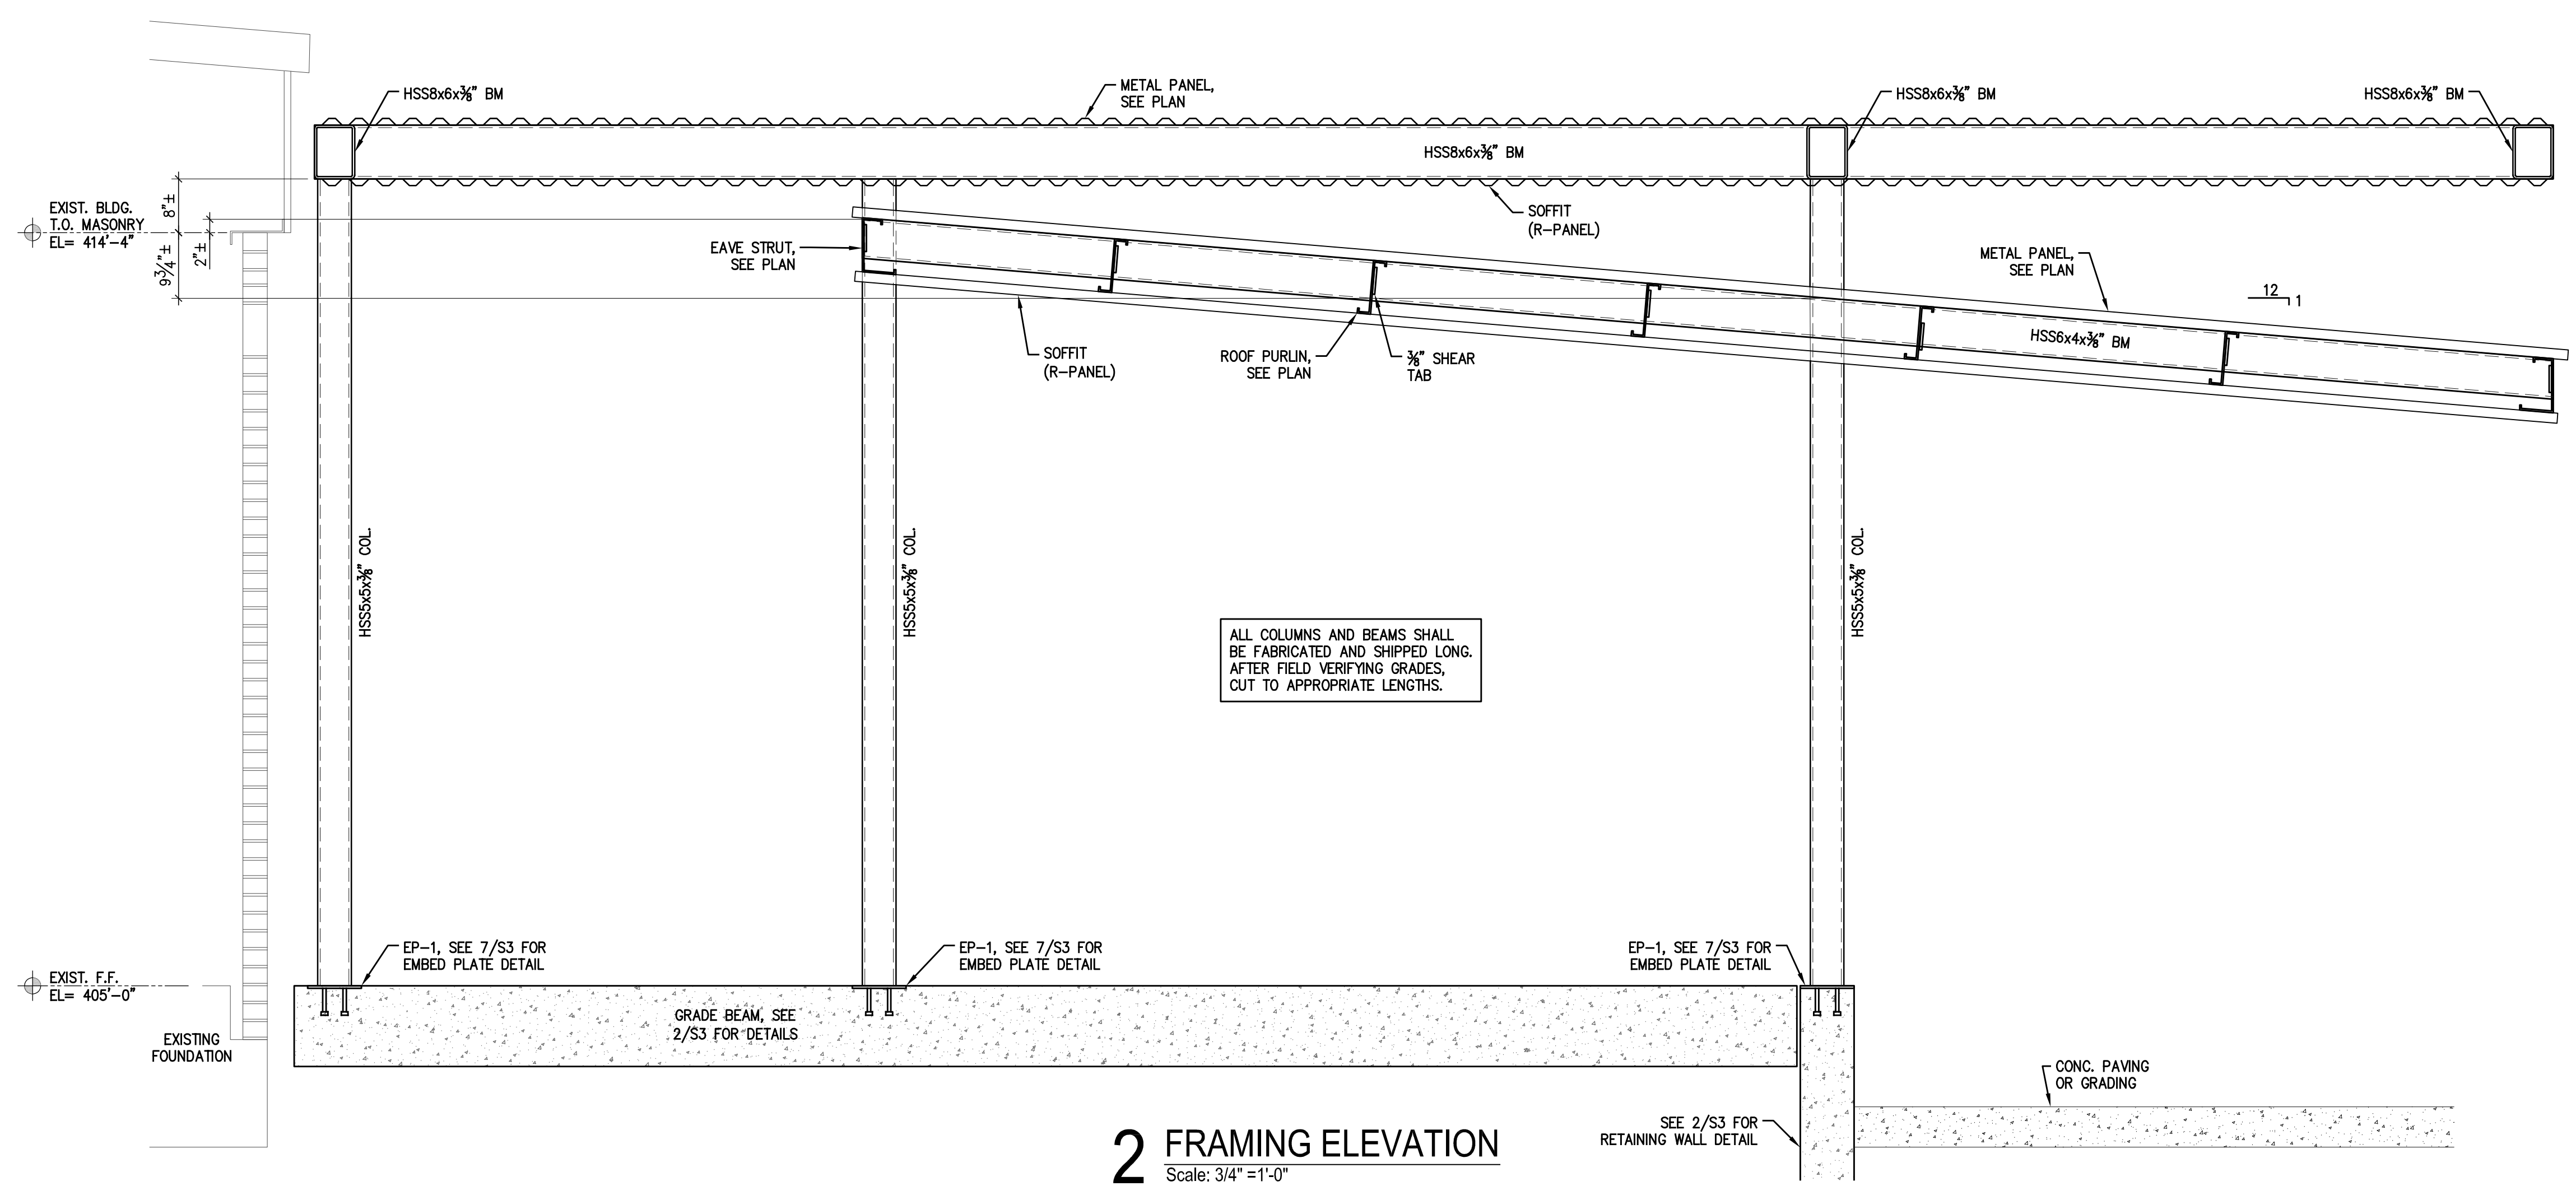 METAL PANEL,
SEE PLAN
HSS8x6x⅜" BM
HSS8x6x⅜" BM
HSS8x6x⅜" BM
HSS8x6x⅜" BM
8"±
2"±
9¾"±
EXIST. BLDG.
T.O. MASONRY
EL= 414'-4"
SOFFIT
(R-PANEL)
EAVE STRUT,
SEE PLAN
METAL PANEL,
SEE PLAN
12
1
HSS6x4x⅜" BM
SOFFIT
(R-PANEL)
ROOF PURLIN,
SEE PLAN
⅜" SHEAR
TAB
HSS5x5x⅜" COL.
HSS5x5x⅜" COL.
HSS5x5x⅜" COL.
ALL COLUMNS AND BEAMS SHALL
BE FABRICATED AND SHIPPED LONG.
AFTER FIELD VERIFYING GRADES,
CUT TO APPROPRIATE LENGTHS.
EP-1, SEE 7/S3 FOR
EMBED PLATE DETAIL
EP-1, SEE 7/S3 FOR
EMBED PLATE DETAIL
EP-1, SEE 7/S3 FOR
EMBED PLATE DETAIL
EXIST. F.F.
EL= 405'-0"
GRADE BEAM, SEE
2/S3 FOR DETAILS
EXISTING
FOUNDATION
CONC. PAVING
OR GRADING
SEE 2/S3 FOR
RETAINING WALL DETAIL
2 FRAMING ELEVATION
Scale: 3/4" =1'-0"